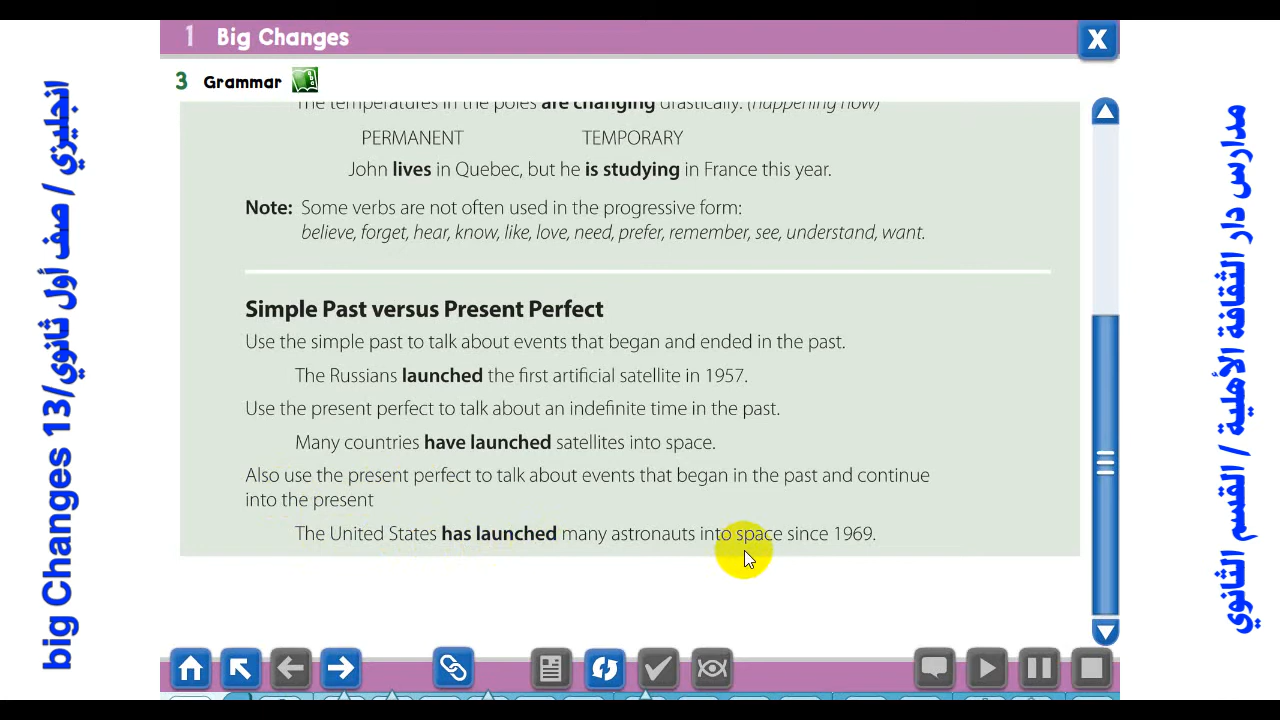 1 Big Changes
X
3 Grammar
The temperatures in the poles are changing drastically. (happening now)
PERMANENT TEMPORARY
John lives in Quebec, but he is studying in France this year.
Note: Some verbs are not often used in the progressive form:
believe, forget, hear, know, like, love, need, prefer, remember, see, understand, want.
Simple Past versus Present Perfect
Use the simple past to talk about events that began and ended in the past.
The Russians launched the first artificial satellite in 1957.
Use the present perfect to talk about an indefinite time in the past.
Many countries have launched satellites into space.
Also use the present perfect to talk about events that began in the past and continue
into the present
The United States has launched many astronauts into space since 1969.
انجليزي / صف أول ثانوي/13 big Changes
مدارس دار الثقافة الأهلية / القسم الثانوي